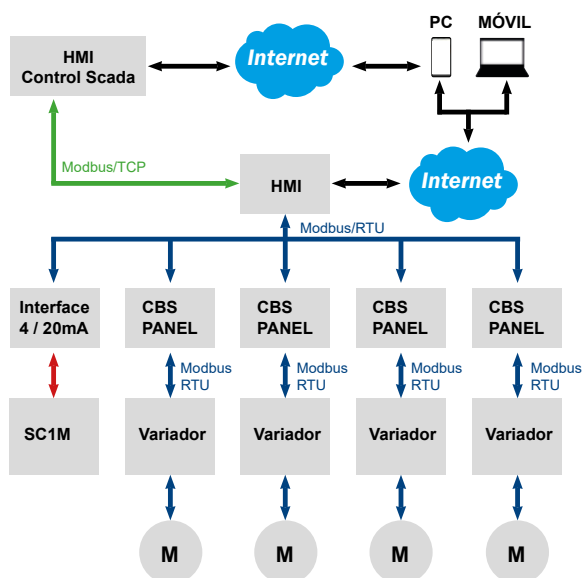 PC
MÓVIL
HMI
Control Scada
Internet
Modbus/TCP
HMI
Internet
Modbus/RTU
Interface
4 / 20mA
CBS
PANEL
CBS
PANEL
CBS
PANEL
CBS
PANEL
Modbus
RTU
Modbus
RTU
Modbus
RTU
Modbus
RTU
SC1M
Variador
Variador
Variador
Variador
M
M
M
M